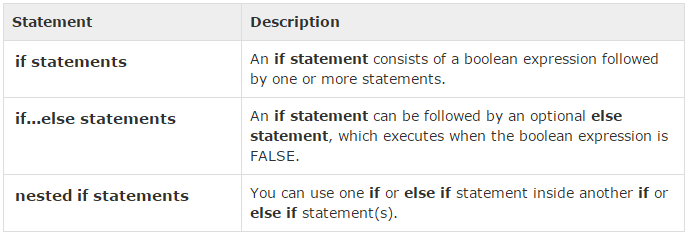 Statement Description
if statements An if statement consists of a boolean expression followed
by one or more statements.
if...else statements An if statement can be followed by an optional else
statement, which executes when the boolean expression is
FALSE.
nested if statements You can use one if or else if statement inside another if or
else if statement(s).